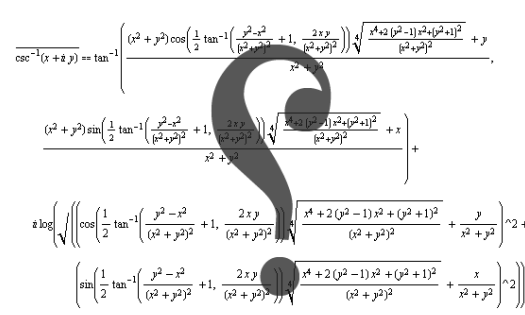 \overline{csc⁻¹(x + i y)} == tan⁻¹( ((x² + y²) cos(1/2 tan⁻¹((y² − x²)/(x² + y²)² + 1, 2 x y/(x² + y²)²)) ∜((x⁴ + 2 (y² − 1) x² + (y² + 1)²)/(x² + y²)²) + y)/(x² + y²),
((x² + y²) sin(1/2 tan⁻¹((y² − x²)/(x² + y²)² + 1, 2 x y/(x² + y²)²)) ∜((x⁴ + 2 (y² − 1) x² + (y² + 1)²)/(x² + y²)²) + x)/(x² + y²) ) +
i log(√(((cos(1/2 tan⁻¹((y² − x²)/(x² + y²)² + 1, 2 x y/(x² + y²)²)) ∜((x⁴ + 2 (y² − 1) x² + (y² + 1)²)/(x² + y²)²) + y/(x² + y²))^2 +
(sin(1/2 tan⁻¹((y² − x²)/(x² + y²)² + 1, 2 x y/(x² + y²)²)) ∜((x⁴ + 2 (y² − 1) x² + (y² + 1)²)/(x² + y²)²) + x/(x² + y²))^2))
?